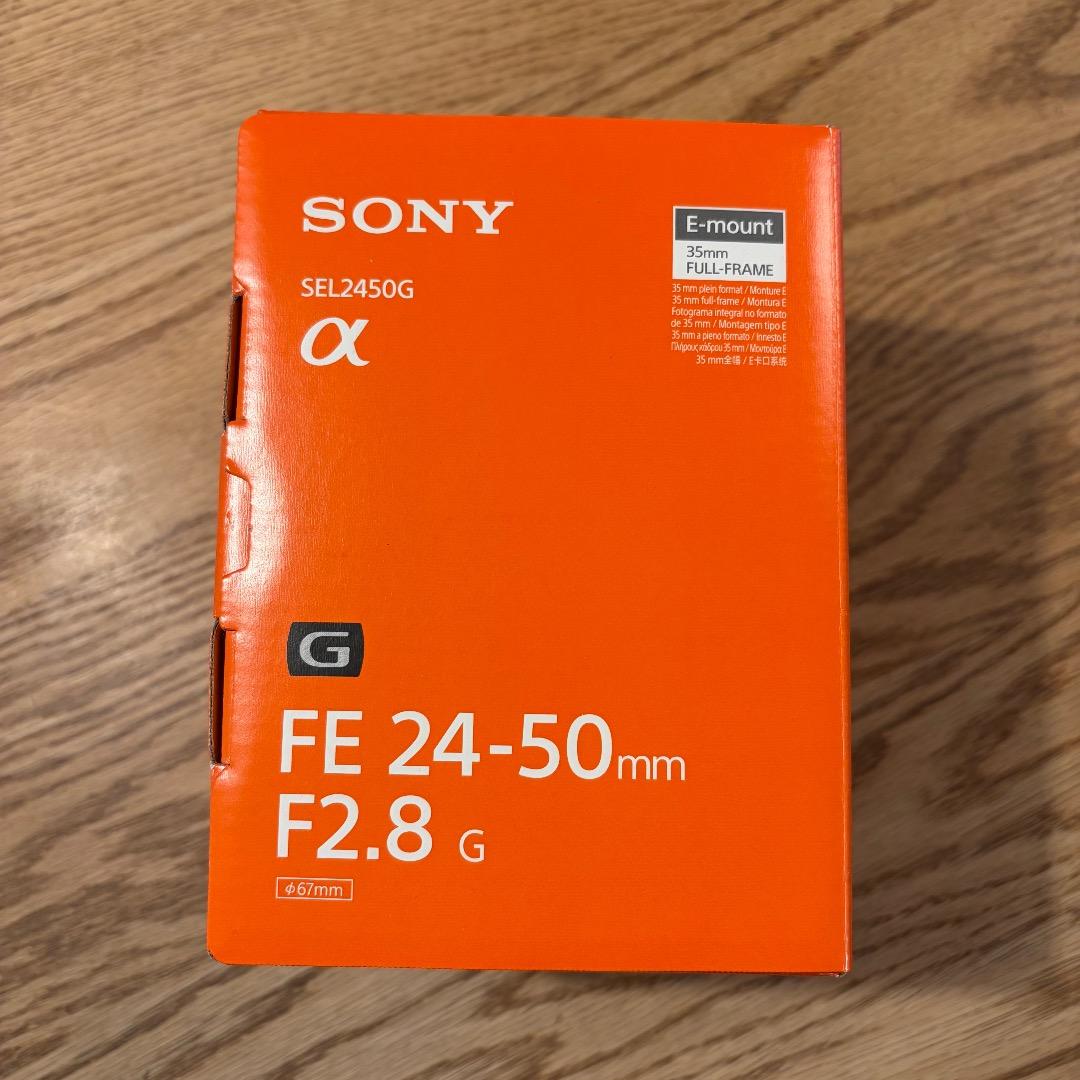 SONY
SEL2450G
α
E-mount
35mm
FULL-FRAME
35 mm plein format / Monture E
35 mm full-frame / Montura E
Fotograma integral no formato
de 35 mm / Montagem tipo E
35 mm a pieno formato / Innesto E
Πλήρους κάδρου 35 mm / Μοντούρα E
35 mm全幅 / E卡口系统
G
FE 24-50mm
F2.8 G
ϕ67mm